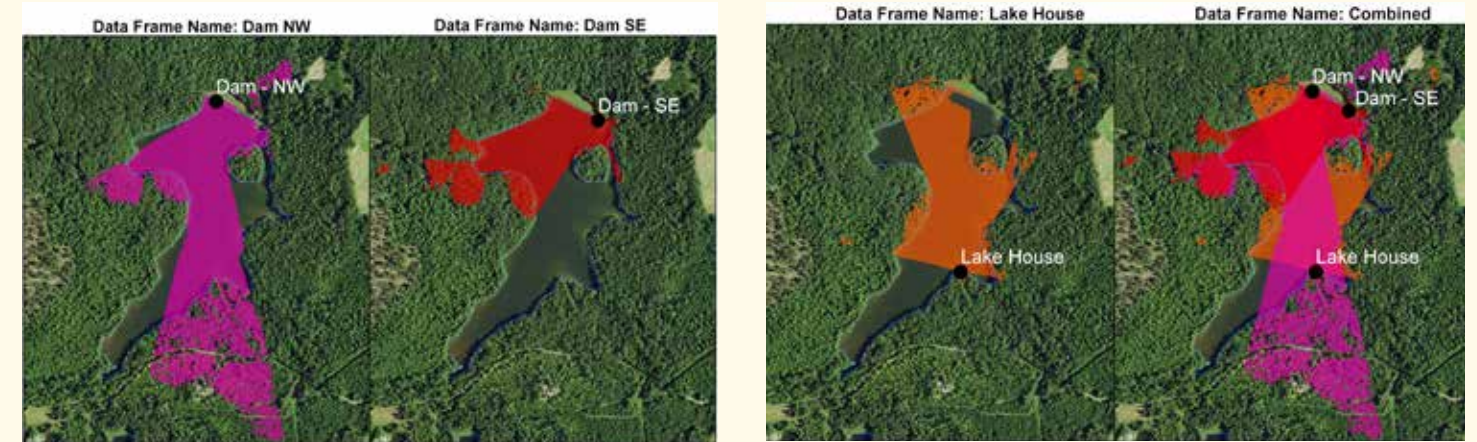 Data Frame Name: Dam NW
Data Frame Name: Dam SE
Data Frame Name: Lake House
Data Frame Name: Combined
Dam - NW
Dam - SE
Lake House
Dam - NW
Dam - SE
Lake House